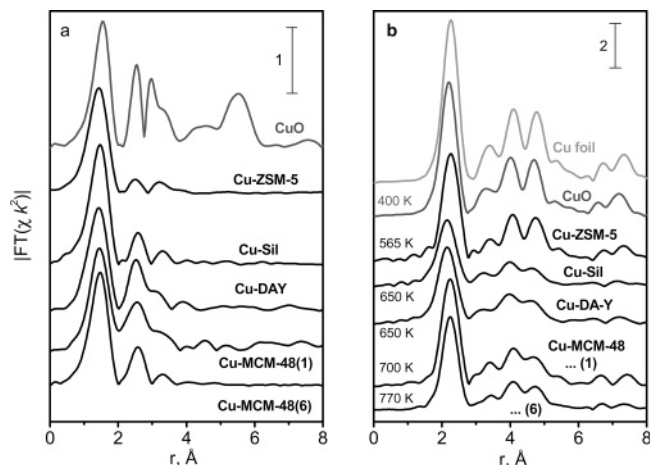 a
1
CuO
Cu-ZSM-5
Cu-Sil
Cu-DAY
Cu-MCM-48(1)
Cu-MCM-48(6)
|FT(χ k²)|
0 2 4 6 8
r, Å
b
2
Cu foil
400 K
CuO
565 K
Cu-ZSM-5
Cu-Sil
650 K
Cu-DA-Y
650 K
Cu-MCM-48
... (1)
700 K
770 K
... (6)
0 2 4 6 8
r, Å